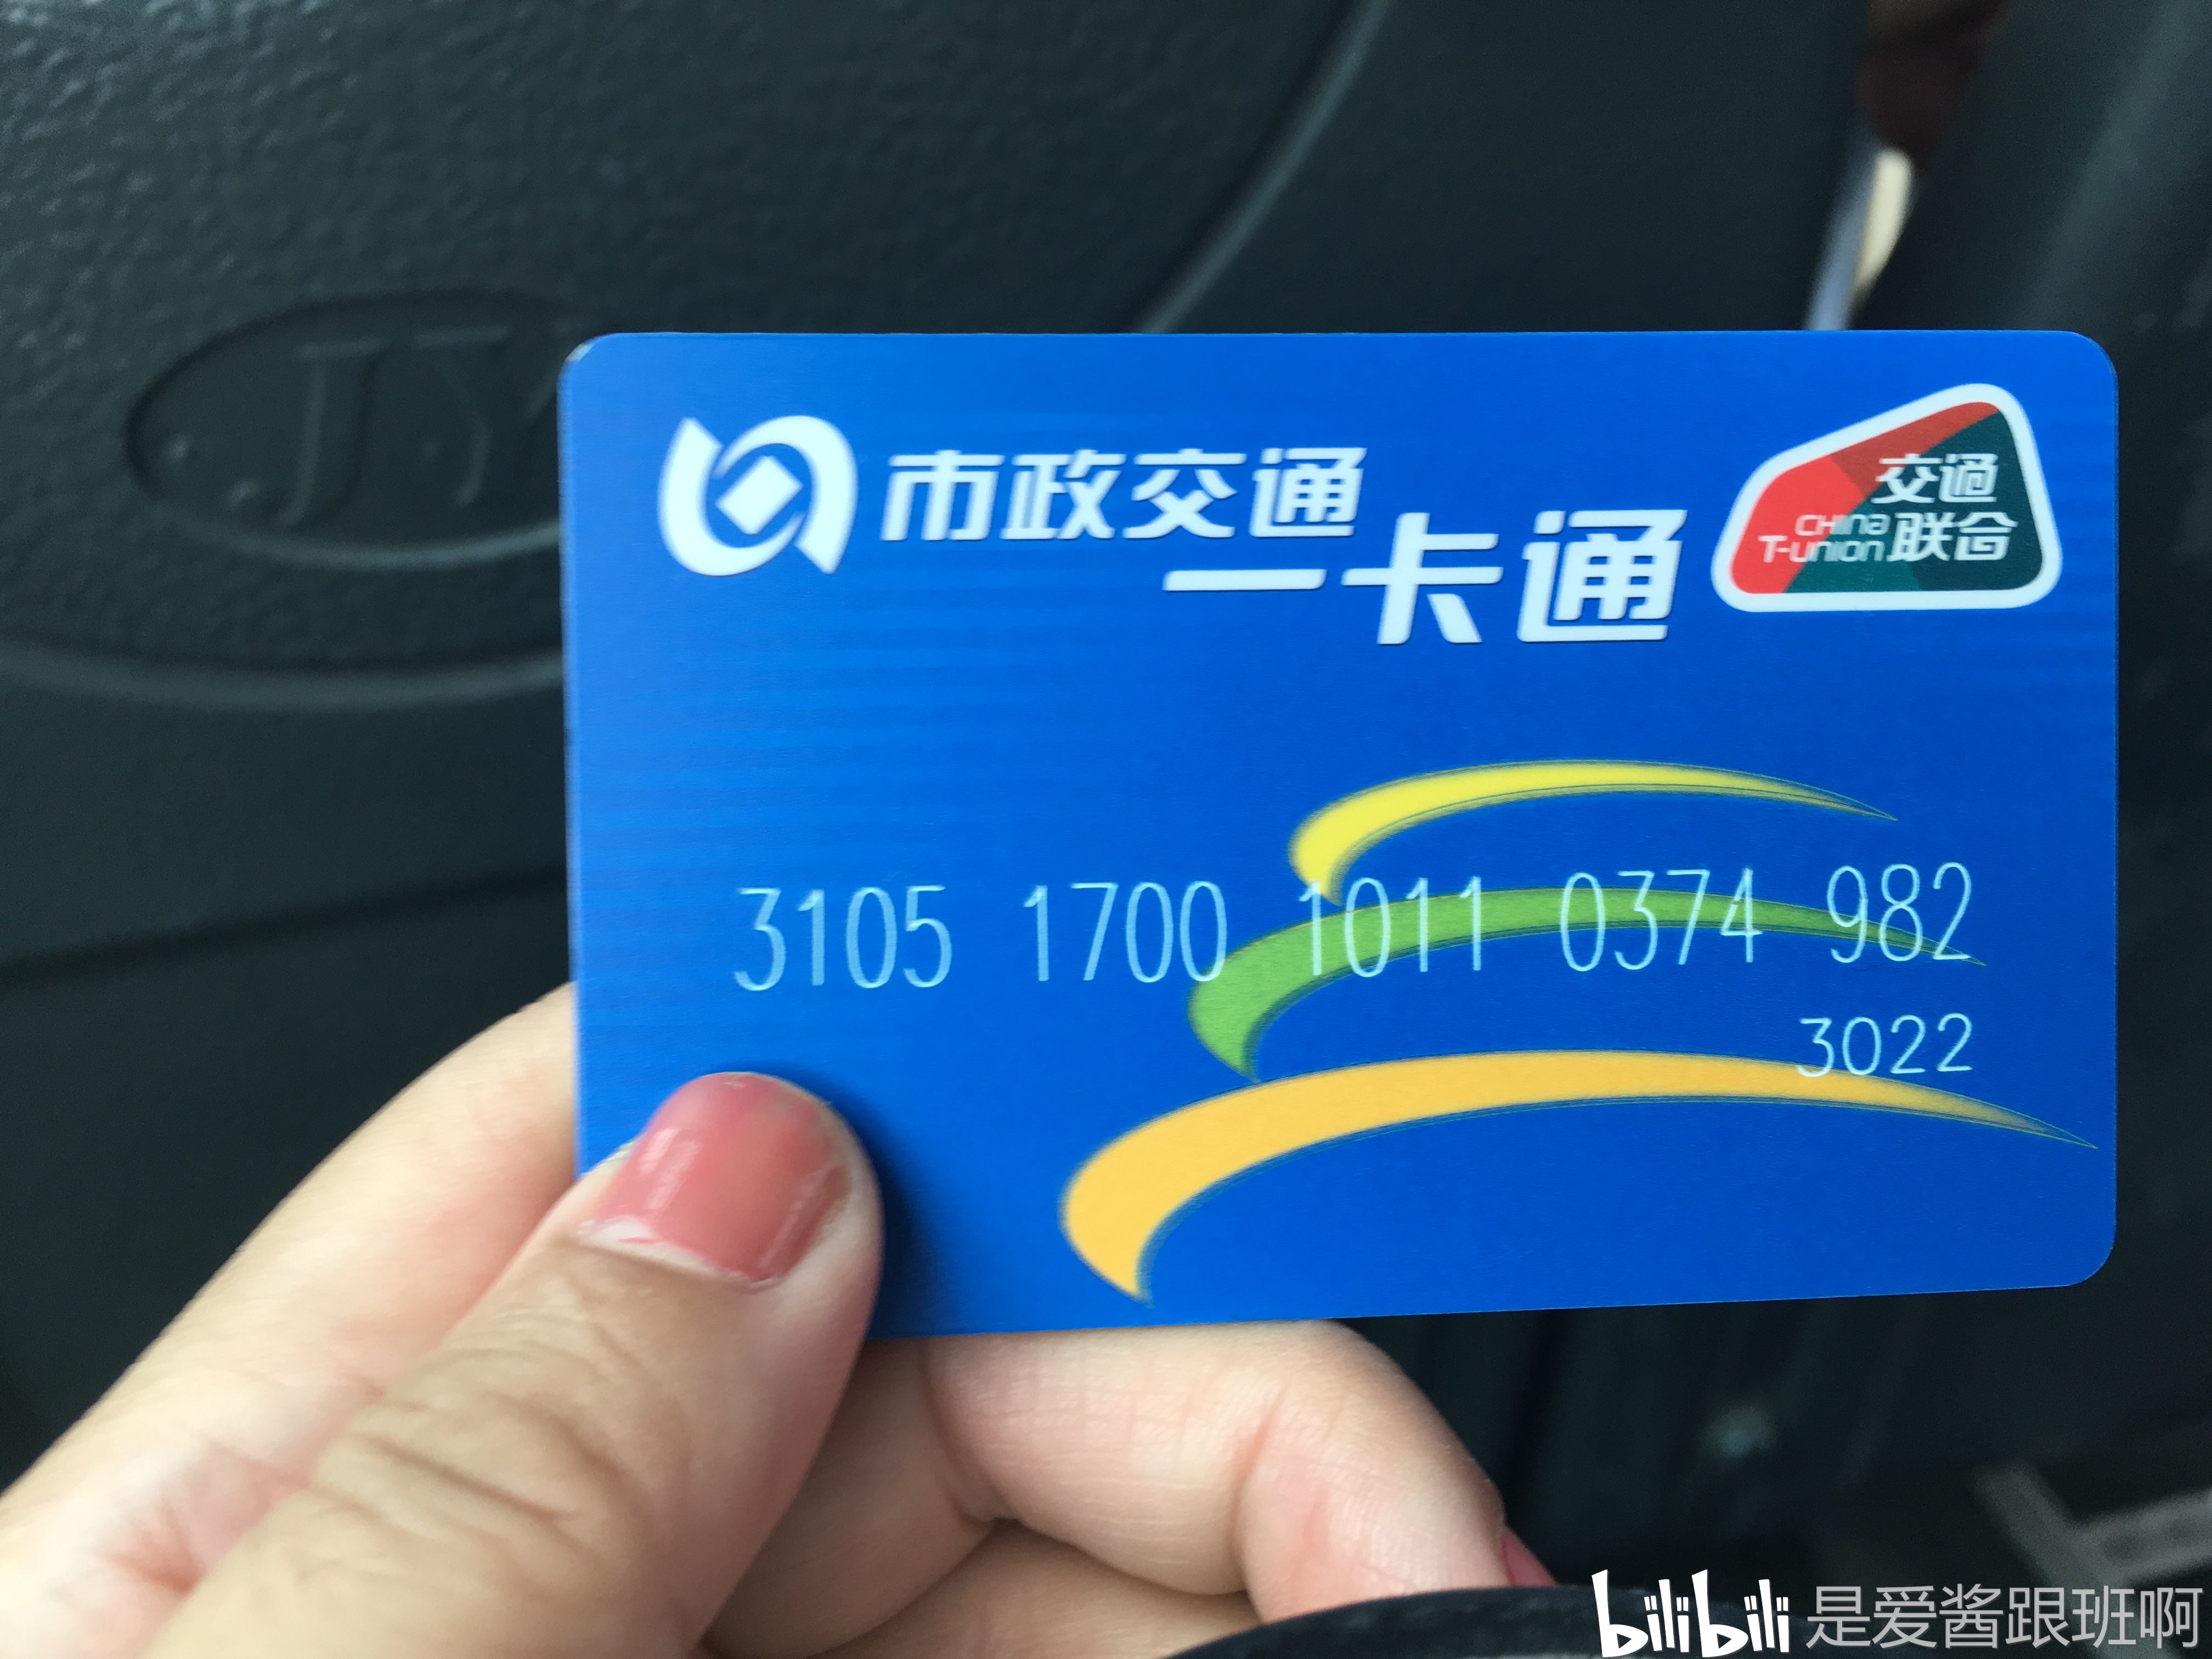 市政交通
一卡通
交通
CHINA
T-UNION 联合
3105 1700 1011 0374 982
3022
JY
bilibili 是爱酱跟班啊